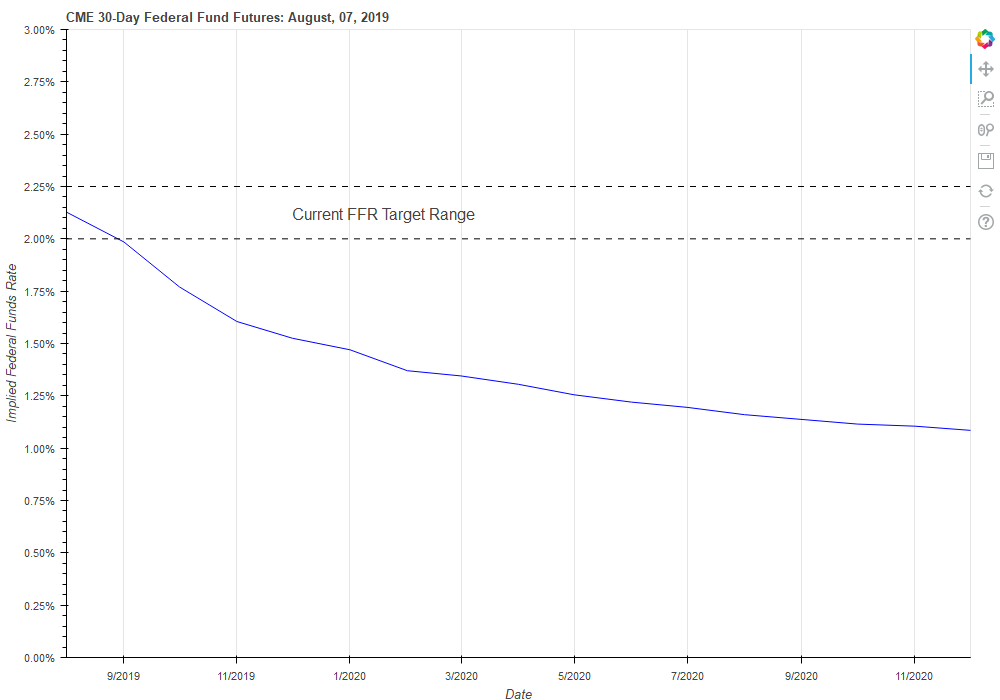 CME 30-Day Federal Fund Futures: August, 07, 2019
3.00%
2.75%
2.50%
2.25%
Current FFR Target Range
2.00%
1.75%
1.50%
1.25%
1.00%
0.75%
0.50%
0.25%
0.00%
Implied Federal Funds Rate
9/2019 11/2019 1/2020 3/2020 5/2020 7/2020 9/2020 11/2020
Date